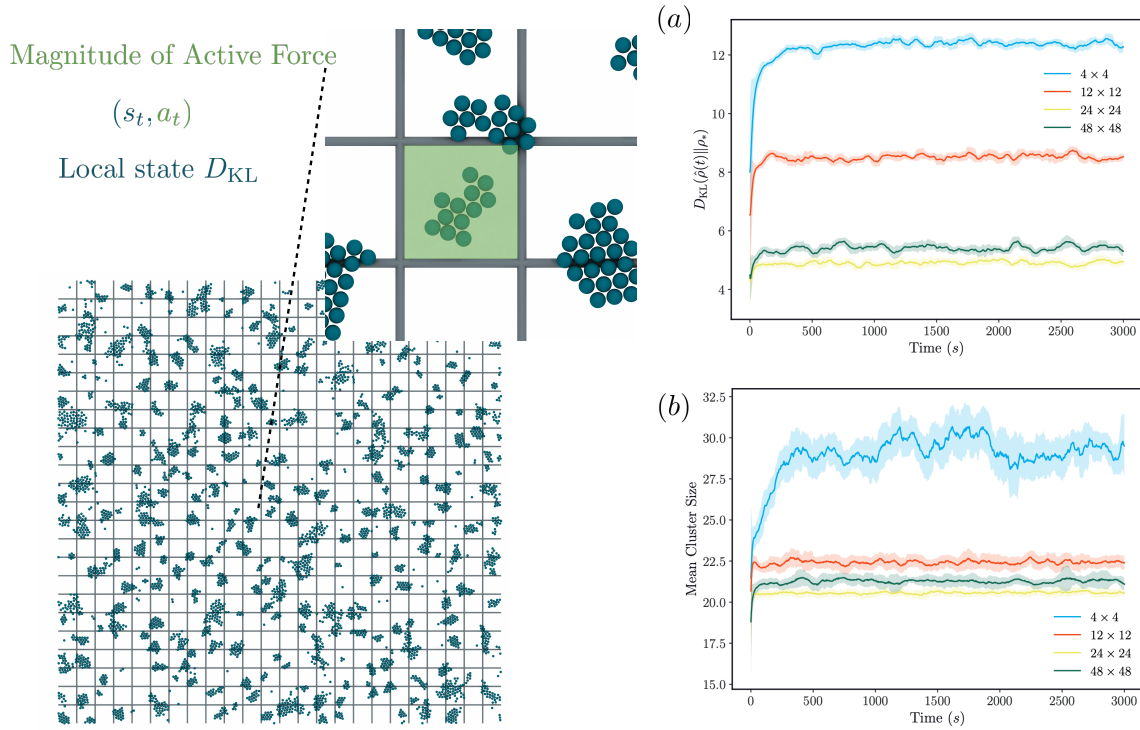 Magnitude of Active Force
(s_t, a_t)
Local state D_KL
(a)
D_KL(ρ̂(t)||ρ_*)
12
10
8
6
4
4 × 4
12 × 12
24 × 24
48 × 48
0 500 1000 1500 2000 2500 3000
Time (s)
(b)
Mean Cluster Size
32.5
30.0
27.5
25.0
22.5
20.0
17.5
15.0
4 × 4
12 × 12
24 × 24
48 × 48
0 500 1000 1500 2000 2500 3000
Time (s)